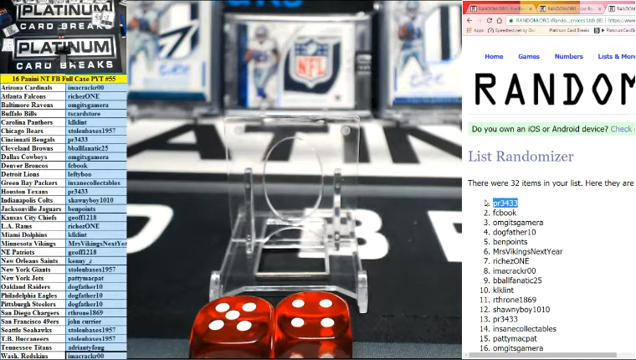 PLATINUM
CARD BREAKS
PLATINUM
CARD BREAKS
16 Panini NT FB Full Case PYT #55
Arizona Cardinals imacrackr00
Atlanta Falcons richezONE
Baltimore Ravens omgitsgamera
Buffalo Bills tscardstore
Carolina Panthers klklint
Chicago Bears stolenbases1957
Cincinnati Bengals pr3433
Cleveland Browns bballfanatic25
Dallas Cowboys omgitsgamera
Denver Broncos fcbook
Detroit Lions leftyboo
Green Bay Packers insanecollectables
Houston Texans pr3433
Indianapolis Colts shawnyboy1010
Jacksonville Jaguars benpoints
Kansas City Chiefs geoff1218
L.A. Rams richezONE
Miami Dolphins klklint
Minnesota Vikings MrsVikingsNextYear
NE Patriots geoff1218
New Orleans Saints kenny_z
New York Giants stolenbases1957
New York Jets pattymacpat
Oakland Raiders dogfather10
Philadelphia Eagles dogfather10
Pittsburgh Steelers dogfather10
San Diego Chargers rthrone1869
San Francisco 49ers john currier
Seattle Seahawks stolenbases1957
T.B. Buccaneers stolenbases1957
Tennessee Titans adriantyfong
Wash. Redskins imacrackr00
NFL
B
Home Games Numbers Lists & More
RANDOM
Do you own an iOS or Android device? Check
List Randomizer
There were 32 items in your list. Here they are
pr3433
2. fcbook
3. omgitsgamera
4. dogfather10
5. benpoints
6. MrsVikingsNextYear
7. richezONE
8. imacrackr00
9. bballfanatic25
10. klklint
11. rthrone1869
12. shawnyboy1010
13. pr3433
14. insanecollectables
15. pattymacpat
16. omgitsgamera